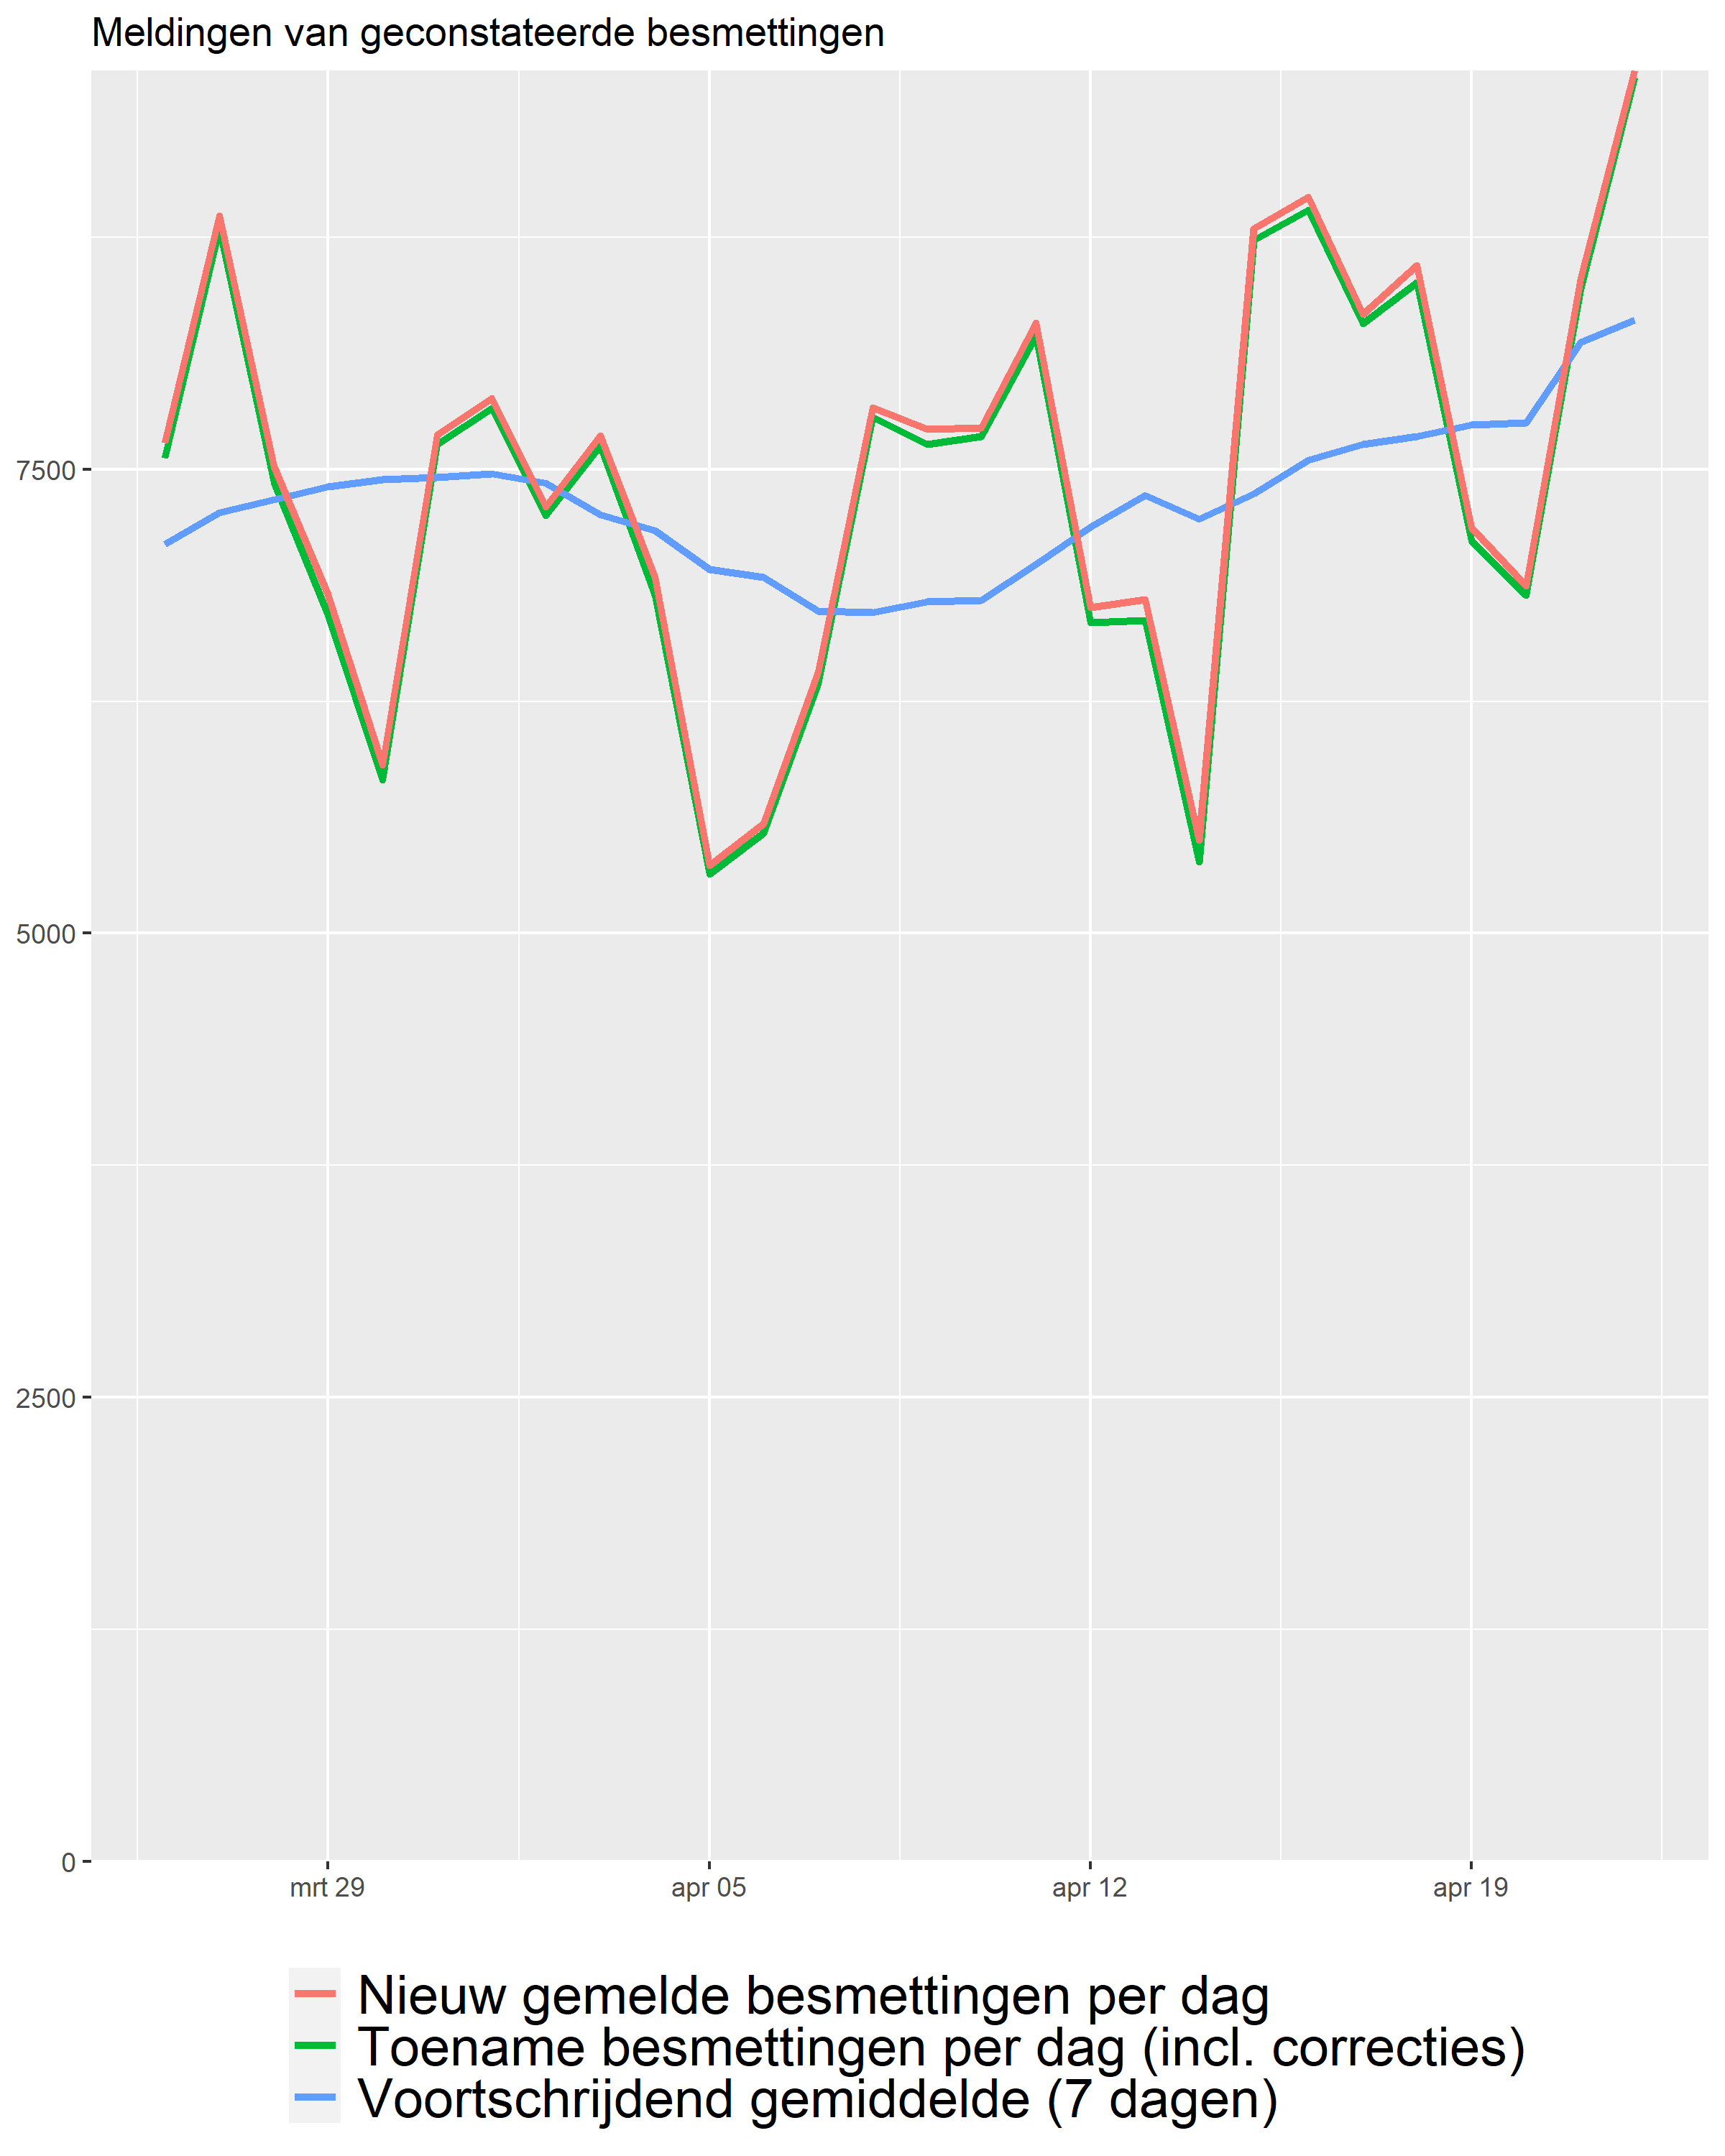 Meldingen van geconstateerde besmettingen
7500
5000
2500
0
mrt 29 apr 05 apr 12 apr 19
Nieuw gemelde besmettingen per dag
Toename besmettingen per dag (incl. correcties)
Voortschrijdend gemiddelde (7 dagen)